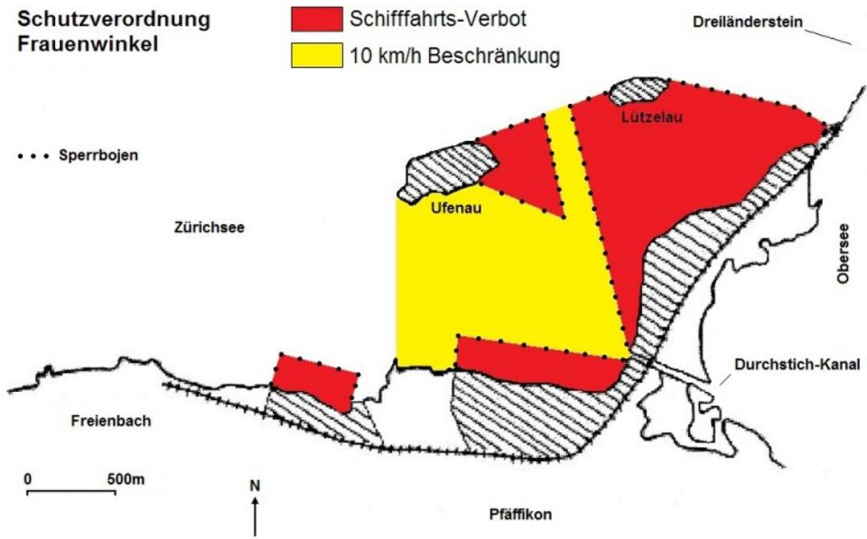 Schutzverordnung
Frauenwinkel
Schifffahrts-Verbot
10 km/h Beschränkung
Dreiländerstein
Sperrbojen
Lützelau
Ufenau
Zürichsee
Obersee
Durchstich-Kanal
Freienbach
0 500m
N
Pfäffikon